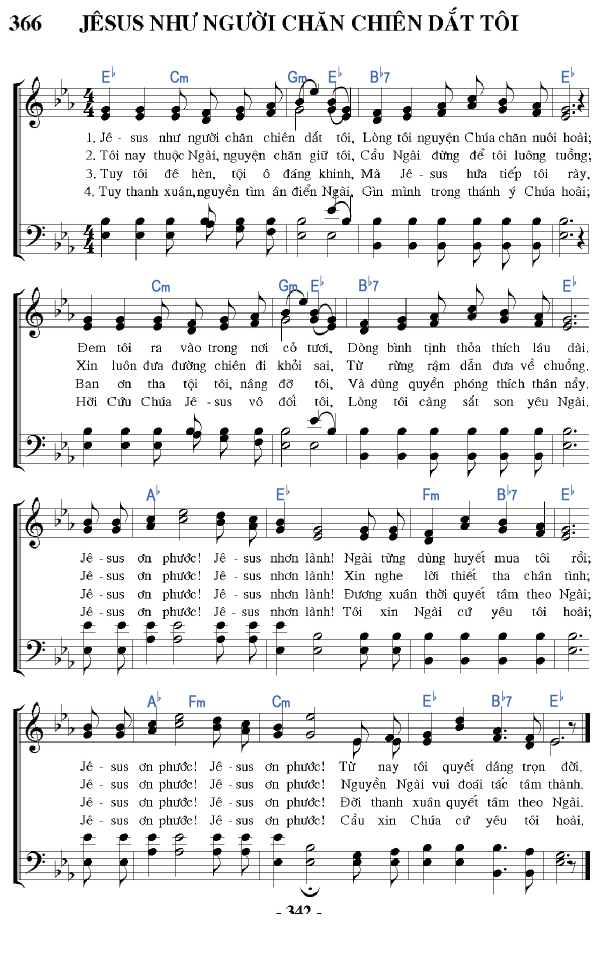 366 JÊSUS NHƯ NGƯỜI CHĂN CHIÊN DẮT TÔI
E♭ Cm Gm E♭ B♭7 E♭
1. Jê - sus như người chăn chiên dắt tôi, Lòng tôi nguyện Chúa chăn nuôi hoài;
2. Tôi nay thuộc Ngài, nguyện chăn giữ tôi, Cầu Ngài đừng để tôi luông tuồng;
3. Tuy tôi đê hèn, tội ô đáng khinh, Mà Jê - sus hứa tiếp tôi rày,
4. Tuy thanh xuân, nguyền tìm ân điển Ngài, Gìn mình trong thánh ý Chúa hoài;
Cm Gm E♭ B♭7 E♭
Đem tôi ra vào trong nơi cỏ tươi, Dòng bình tịnh thỏa thích lâu dài.
Xin luôn đưa đường chiên đi khỏi sai, Từ rừng rậm dẫn đưa về chuồng.
Ban ơn tha tội tôi, nâng đỡ tôi, Và dùng quyền phóng thích thân nầy.
Hỡi Cứu Chúa Jê - sus vô đối tôi, Lòng tôi càng sắt son yêu Ngài.
A♭ E♭ Fm B♭7 E♭
Jê - sus ơn phước! Jê - sus nhơn lành! Ngài từng dùng huyết mua tôi rồi;
Jê - sus ơn phước! Jê - sus nhơn lành! Xin nghe lời thiết tha chân tình;
Jê - sus ơn phước! Jê - sus nhơn lành! Đương xuân thời quyết tâm theo Ngài;
Jê - sus ơn phước! Jê - sus nhơn lành! Tôi xin Ngài cứ yêu tôi hoài;
A♭ Fm Cm E♭ B♭7 E♭
Jê - sus ơn phước! Jê - sus ơn phước! Từ nay tôi quyết dâng trọn đời.
Jê - sus ơn phước! Jê - sus ơn phước! Nguyền Ngài vui đoái tấc tâm thành.
Jê - sus ơn phước! Jê - sus ơn phước! Đời thanh xuân quyết tâm theo Ngài.
Jê - sus ơn phước! Jê - sus ơn phước! Cầu xin Chúa cứ yêu tôi hoài.
- 342 -